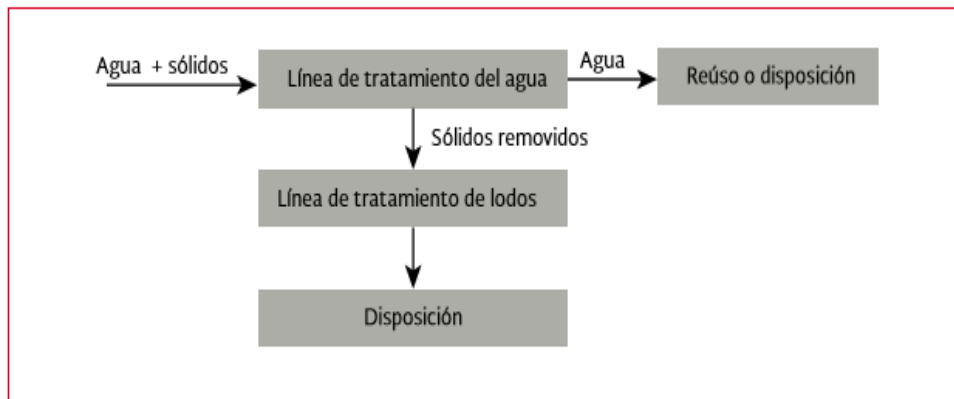 Agua + sólidos
Línea de tratamiento del agua
Agua
Reúso o disposición
Sólidos removidos
Línea de tratamiento de lodos
Disposición